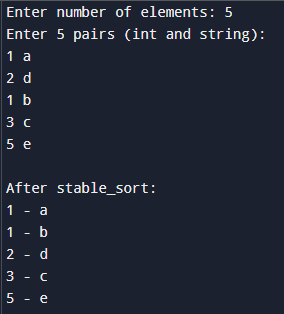 Enter number of elements: 5
Enter 5 pairs (int and string):
1 a
2 d
1 b
3 c
5 e
After stable_sort:
1 - a
1 - b
2 - d
3 - c
5 - e